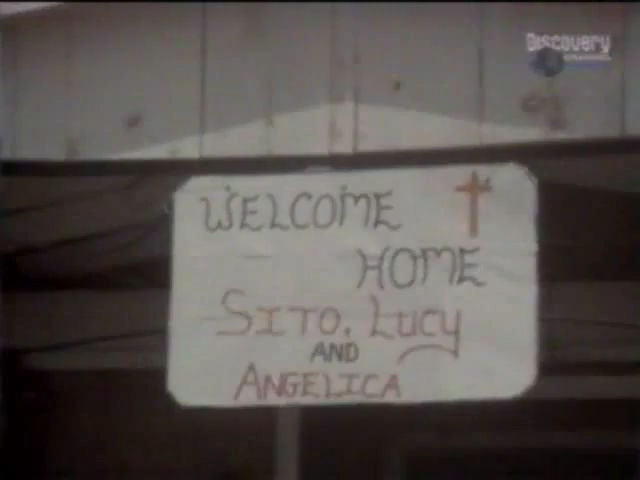 Discovery
WELCOME
HOME
SITO, LUCY
AND
ANGELICA